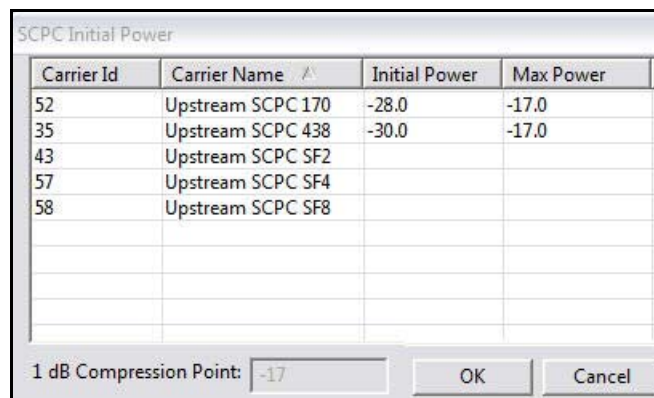 SCPC Initial Power
Carrier Id Carrier Name Initial Power Max Power
52 Upstream SCPC 170 -28.0 -17.0
35 Upstream SCPC 438 -30.0 -17.0
43 Upstream SCPC SF2
57 Upstream SCPC SF4
58 Upstream SCPC SF8
1 dB Compression Point: -17 OK Cancel